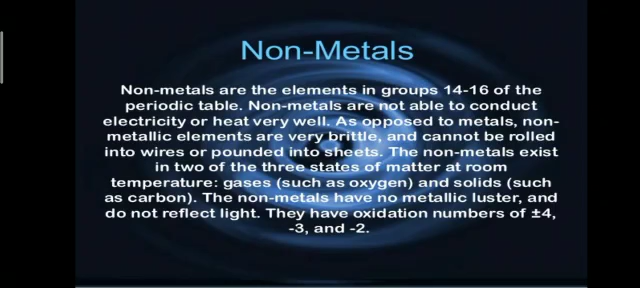 Non-Metals
Non-metals are the elements in groups 14-16 of the
periodic table. Non-metals are not able to conduct
electricity or heat very well. As opposed to metals, non-
metallic elements are very brittle, and cannot be rolled
into wires or pounded into sheets. The non-metals exist
in two of the three states of matter at room
temperature: gases (such as oxygen) and solids (such
as carbon). The non-metals have no metallic luster, and
do not reflect light. They have oxidation numbers of ±4,
-3, and -2.